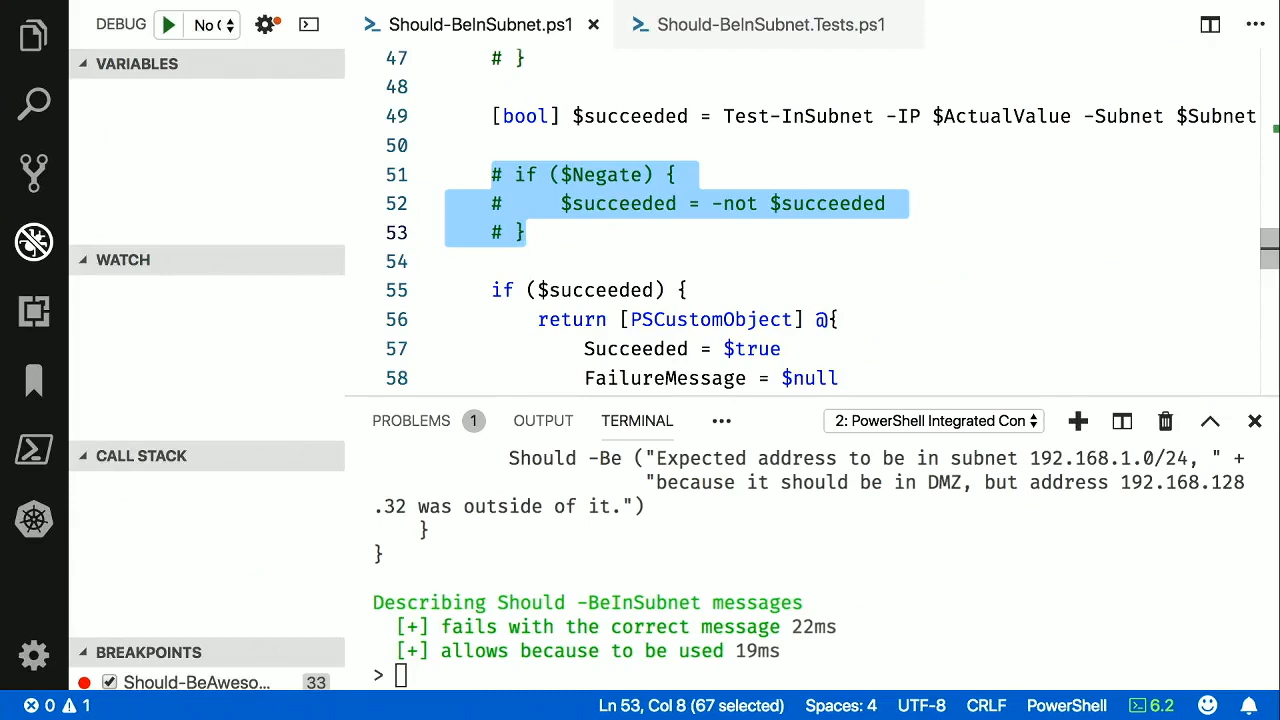 DEBUG
No C
Should-BeInSubnet.ps1
Should-BeInSubnet.Tests.ps1
VARIABLES
WATCH
CALL STACK
BREAKPOINTS
Should-BeAweso...
33
47 # }
48
49 [bool] $succeeded = Test-InSubnet -IP $ActualValue -Subnet $Subnet
50
51 # if ($Negate) {
52 #     $succeeded = -not $succeeded
53 # }
54
55 if ($succeeded) {
56     return [PSCustomObject] @{
57         Succeeded = $true
58         FailureMessage = $null
PROBLEMS 1 OUTPUT TERMINAL ••• 2: PowerShell Integrated Con
Should -Be ("Expected address to be in subnet 192.168.1.0/24, " +
"because it should be in DMZ, but address 192.168.128
.32 was outside of it.")
}
}
Describing Should -BeInSubnet messages
[+] fails with the correct message 22ms
[+] allows because to be used 19ms
>
0 1 Ln 53, Col 8 (67 selected) Spaces: 4 UTF-8 CRLF PowerShell 6.2